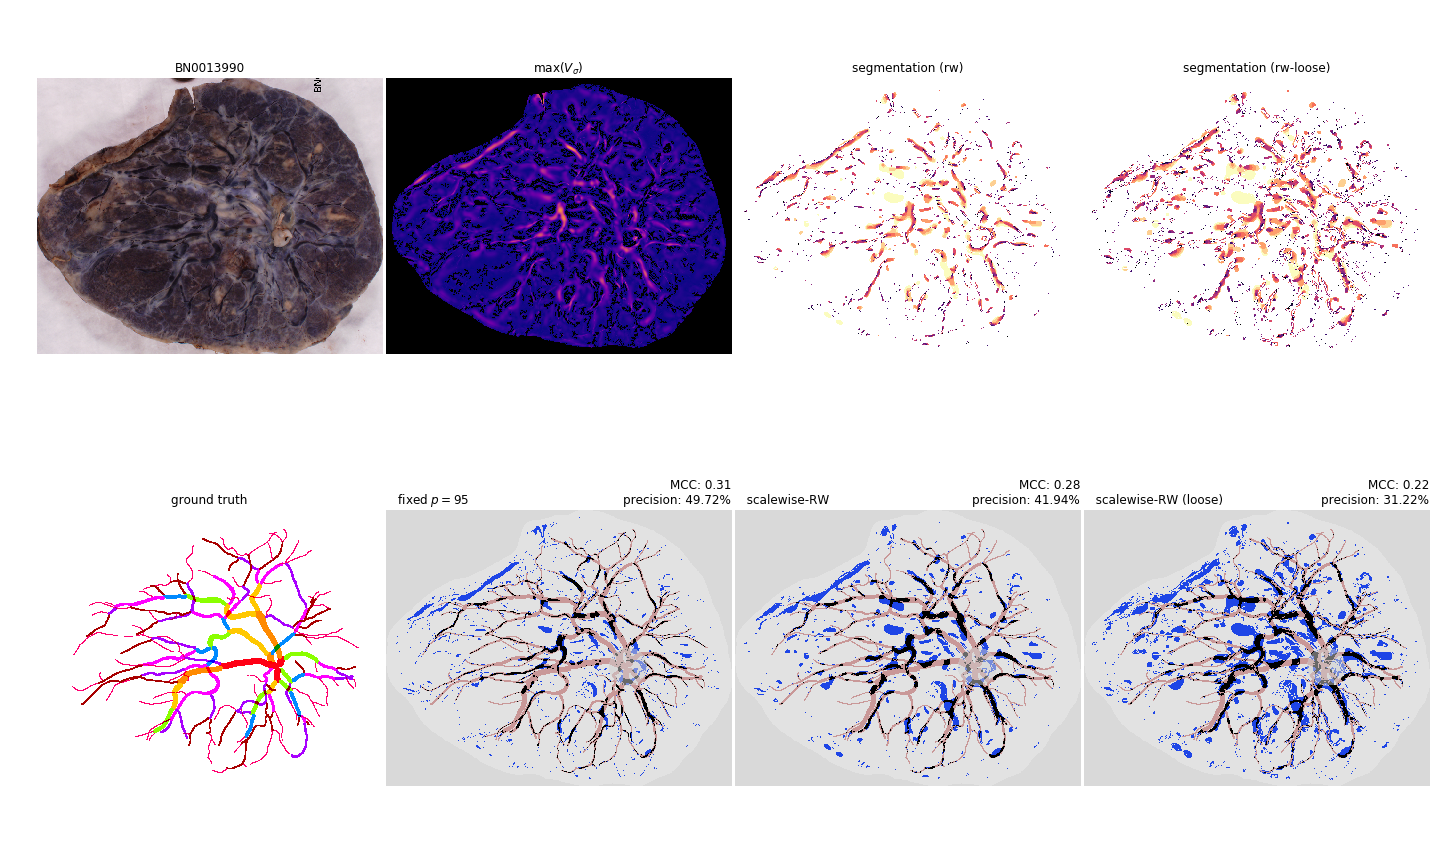 BN0013990
max(V_σ)
segmentation (rw)
segmentation (rw-loose)
BN
ground truth
fixed p = 95
MCC: 0.31
precision: 49.72%
scalewise-RW
MCC: 0.28
precision: 41.94%
scalewise-RW (loose)
MCC: 0.22
precision: 31.22%